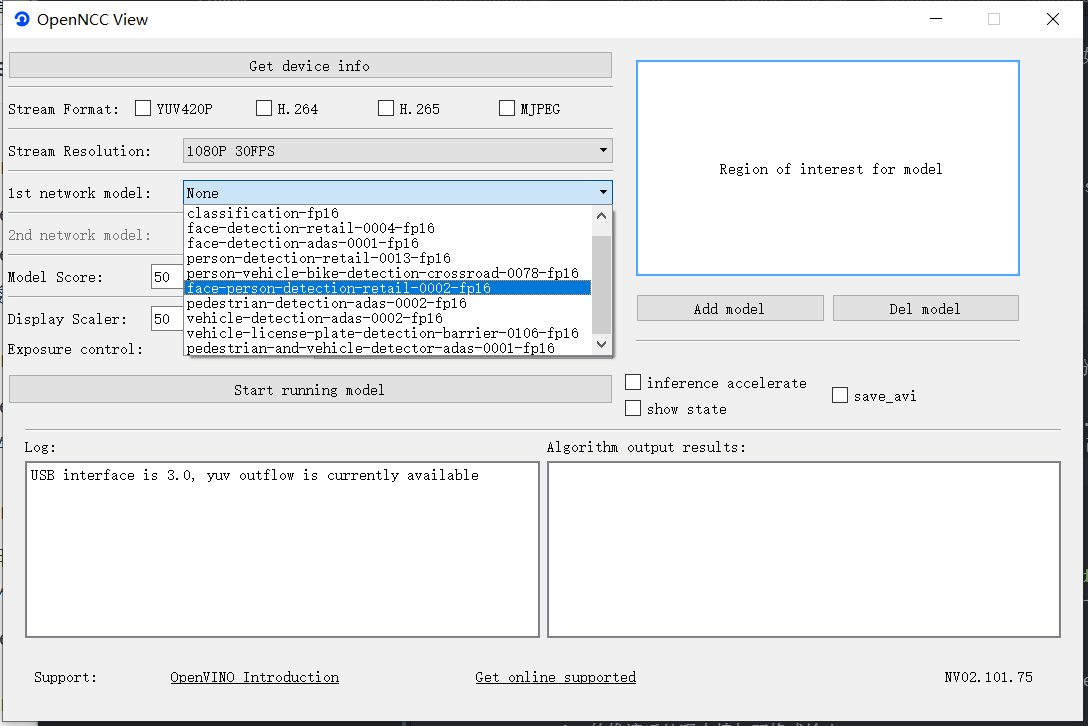 OpenNCC View
Get device info
Stream Format: YUV420P H.264 H.265 MJPEG
Stream Resolution: 1080P 30FPS
1st network model: None
classification-fp16
face-detection-retail-0004-fp16
face-detection-adas-0001-fp16
person-detection-retail-0013-fp16
person-vehicle-bike-detection-crossroad-0078-fp16
face-person-detection-retail-0002-fp16
pedestrian-detection-adas-0002-fp16
vehicle-detection-adas-0002-fp16
vehicle-license-plate-detection-barrier-0106-fp16
pedestrian-and-vehicle-detector-adas-0001-fp16
2nd network model:
Model Score: 50
Display Scaler: 50
Exposure control:
Start running model
Region of interest for model
Add model Del model
inference accelerate
show state
save_avi
Log:
USB interface is 3.0, yuv outflow is currently available
Algorithm output results:
Support: OpenVINO Introduction Get online supported NV02.101.75